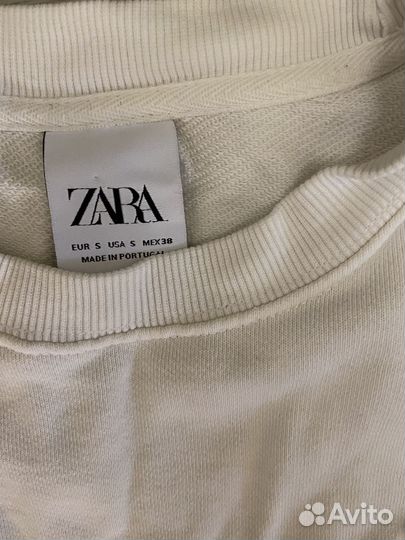 ZARA
EUR S USA S MEX38
MADE IN PORTUGAL
Avito